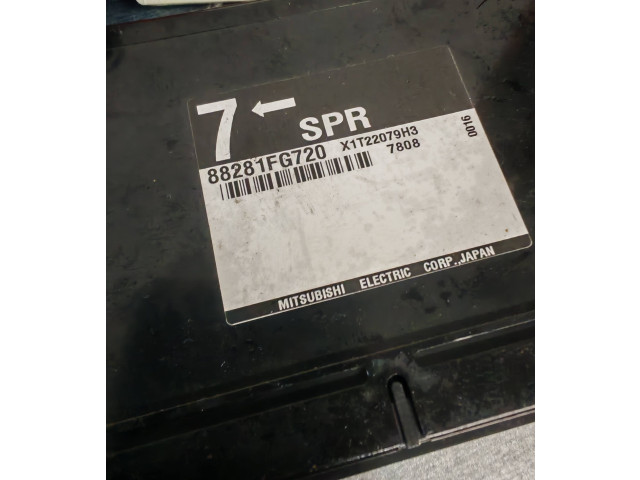 7 ← SPR
88281FG720 X1T22079H3
7808
0016
MITSUBISHI ELECTRIC CORP.,JAPAN